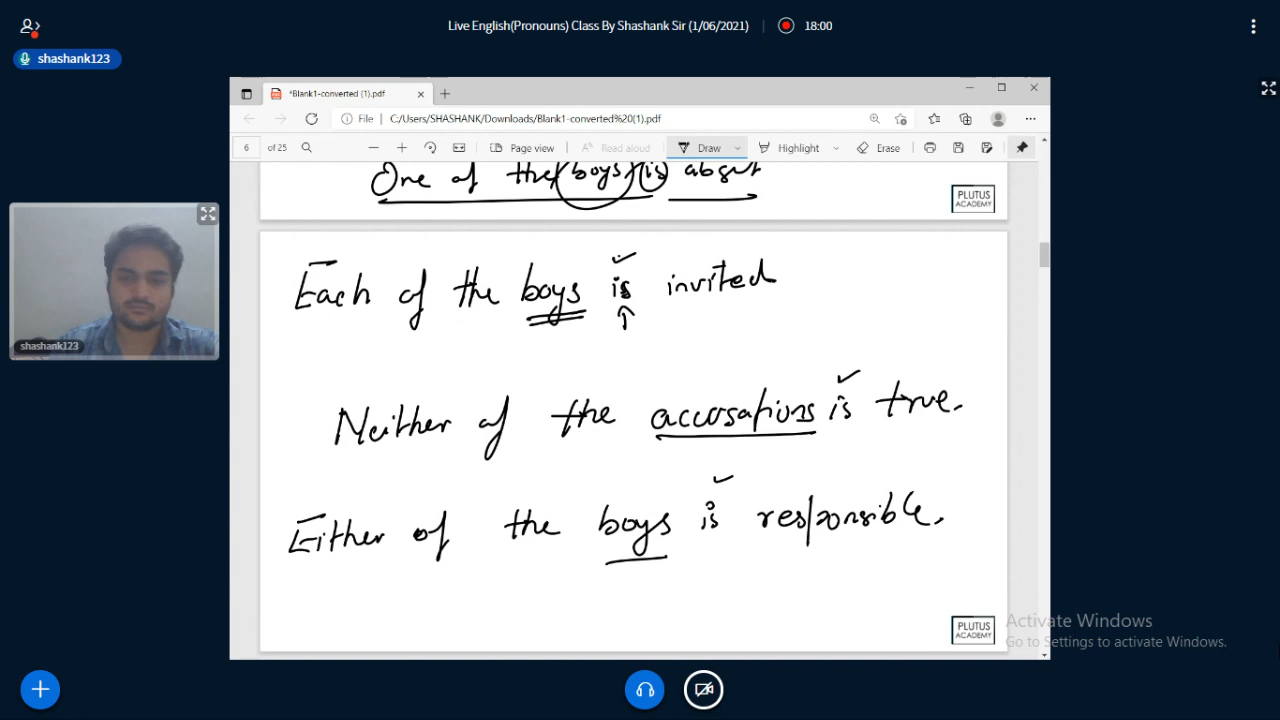 Live English(Pronouns) Class By Shashank Sir (1/06/2021) 18:00
shashank123
*Blank1-converted (1).pdf
File C:/Users/SHASHANK/Downloads/Blank1-converted%20(1).pdf
6 of 25 Page view Read aloud Draw Highlight Erase
One of the boys is absent
PLUTUS
ACADEMY
Each of the boys is invited
shashank123
Neither of the accusations is true.
Either of the boys is responsible.
PLUTUS
ACADEMY
Activate Windows
Go to Settings to activate Windows.